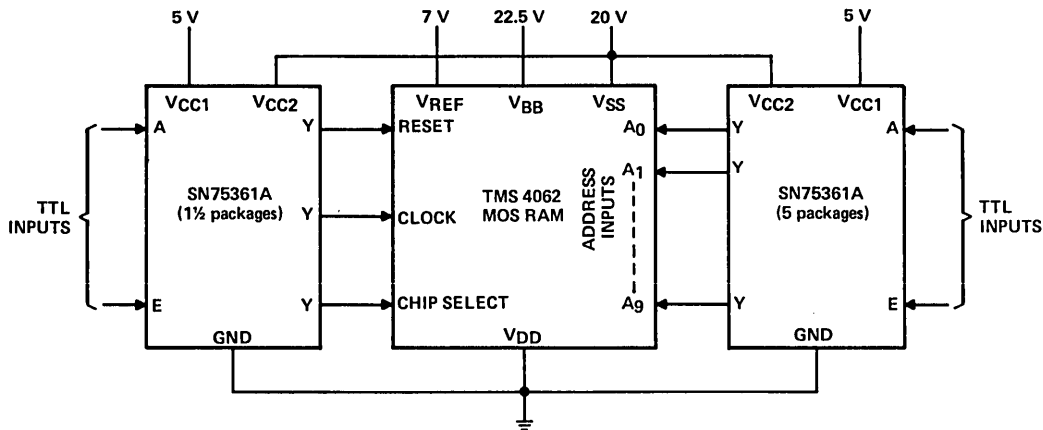 5 V
7 V
22.5 V
20 V
5 V
VCC1
VCC2
VREF
VBB
VSS
VCC2
VCC1
A
Y
RESET
A0
Y
A
A1
Y
SN75361A
(1½ packages)
TMS 4062
MOS RAM
ADDRESS
INPUTS
SN75361A
(5 packages)
TTL
INPUTS
Y
CLOCK
TTL
INPUTS
E
Y
CHIP SELECT
A9
Y
E
GND
VDD
GND